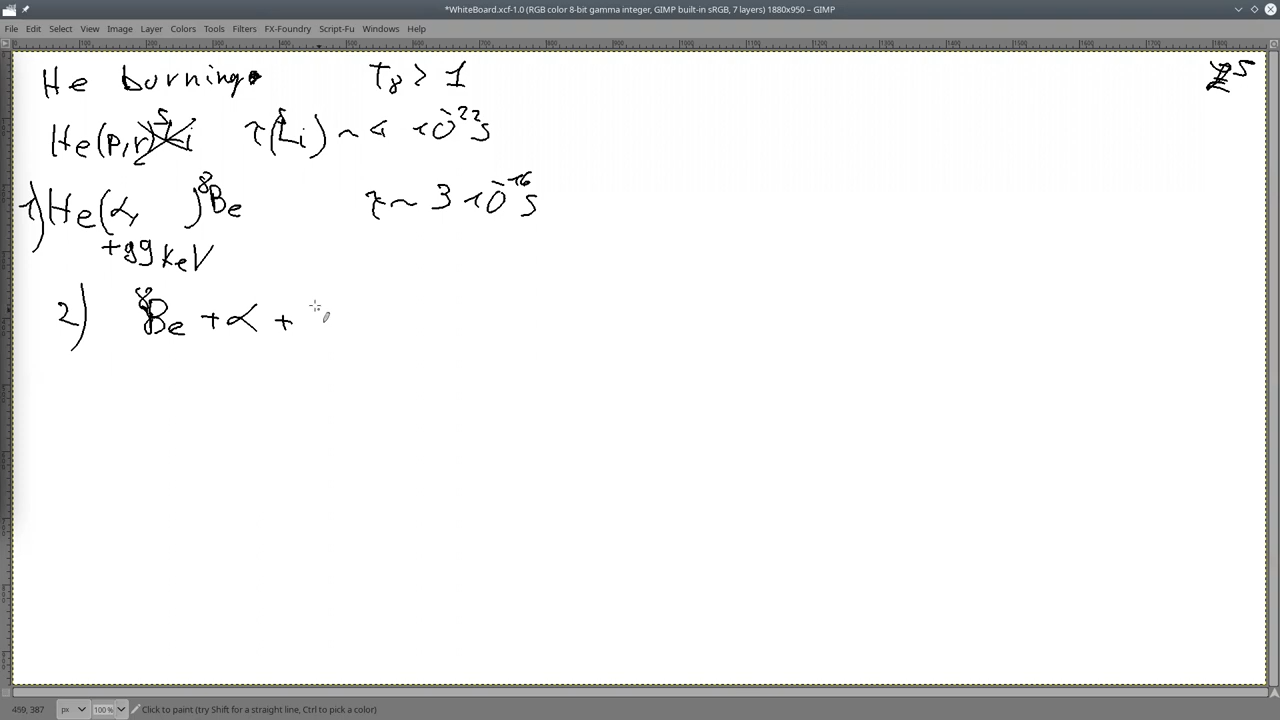 *WhiteBoard.xcf-1.0 (RGB color 8-bit gamma integer, GIMP built-in sRGB, 7 layers) 1880x950 – GIMP
File Edit Select View Image Layer Colors Tools Filters FX-Foundry Script-Fu Windows Help
He burning T₈ > 1 5
He(p,γ)⁵Li τ(⁵Li) ~ 4 10⁻²² s
1) He(α, )⁸Be τ ~ 3 10⁻¹⁶ s
+99 keV
2) ⁸Be + α +
459, 387 px 100 % Click to paint (try Shift for a straight line, Ctrl to pick a color)